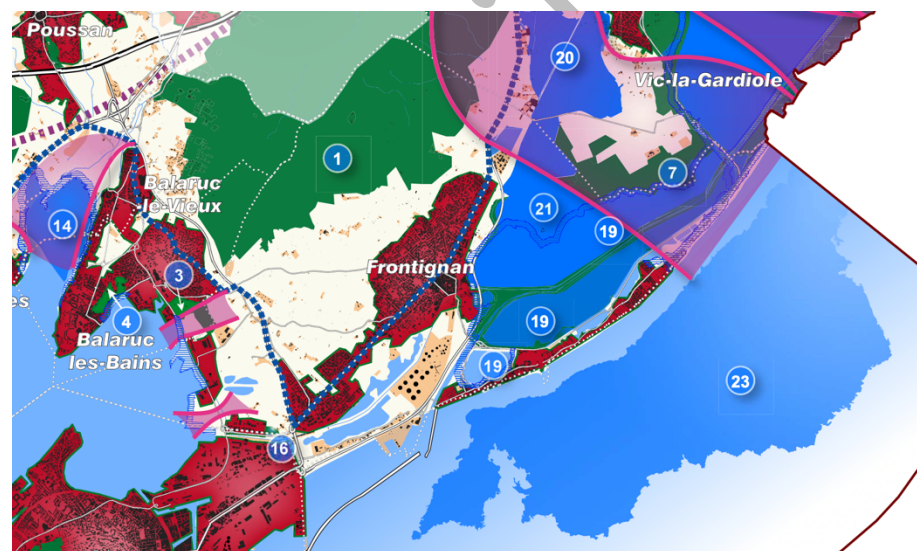 Poussan
20
Vic-la-Gardiole
1
7
Balaruc
le-Vieux
14
21
19
3
Frontignan
es
4
19
Balaruc
les-Bains
19
23
16